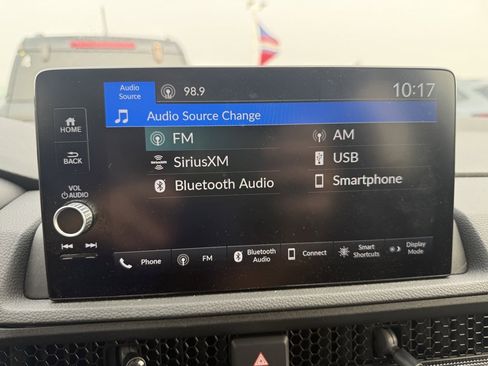 Audio
Source
98.9
10:17
Audio Source Change
HOME
BACK
VOL
AUDIO
FM
AM
SiriusXM
USB
Bluetooth Audio
Smartphone
Phone
FM
Bluetooth
Audio
Connect
Smart
Shortcuts
Display
Mode